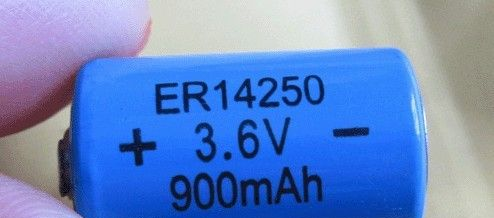 ER14250
+ 3.6V −
900mAh